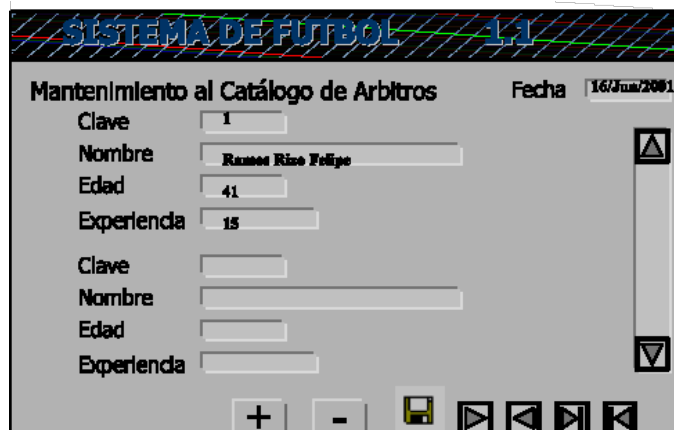 SISTEMA DE FUTBOL 1.1
Mantenimiento al Catálogo de Arbitros Fecha 16/Jun/2001
Clave 1
Nombre Ramos Rizo Felipe
Edad 41
Experiencia 15
Clave
Nombre
Edad
Experiencia
+ -